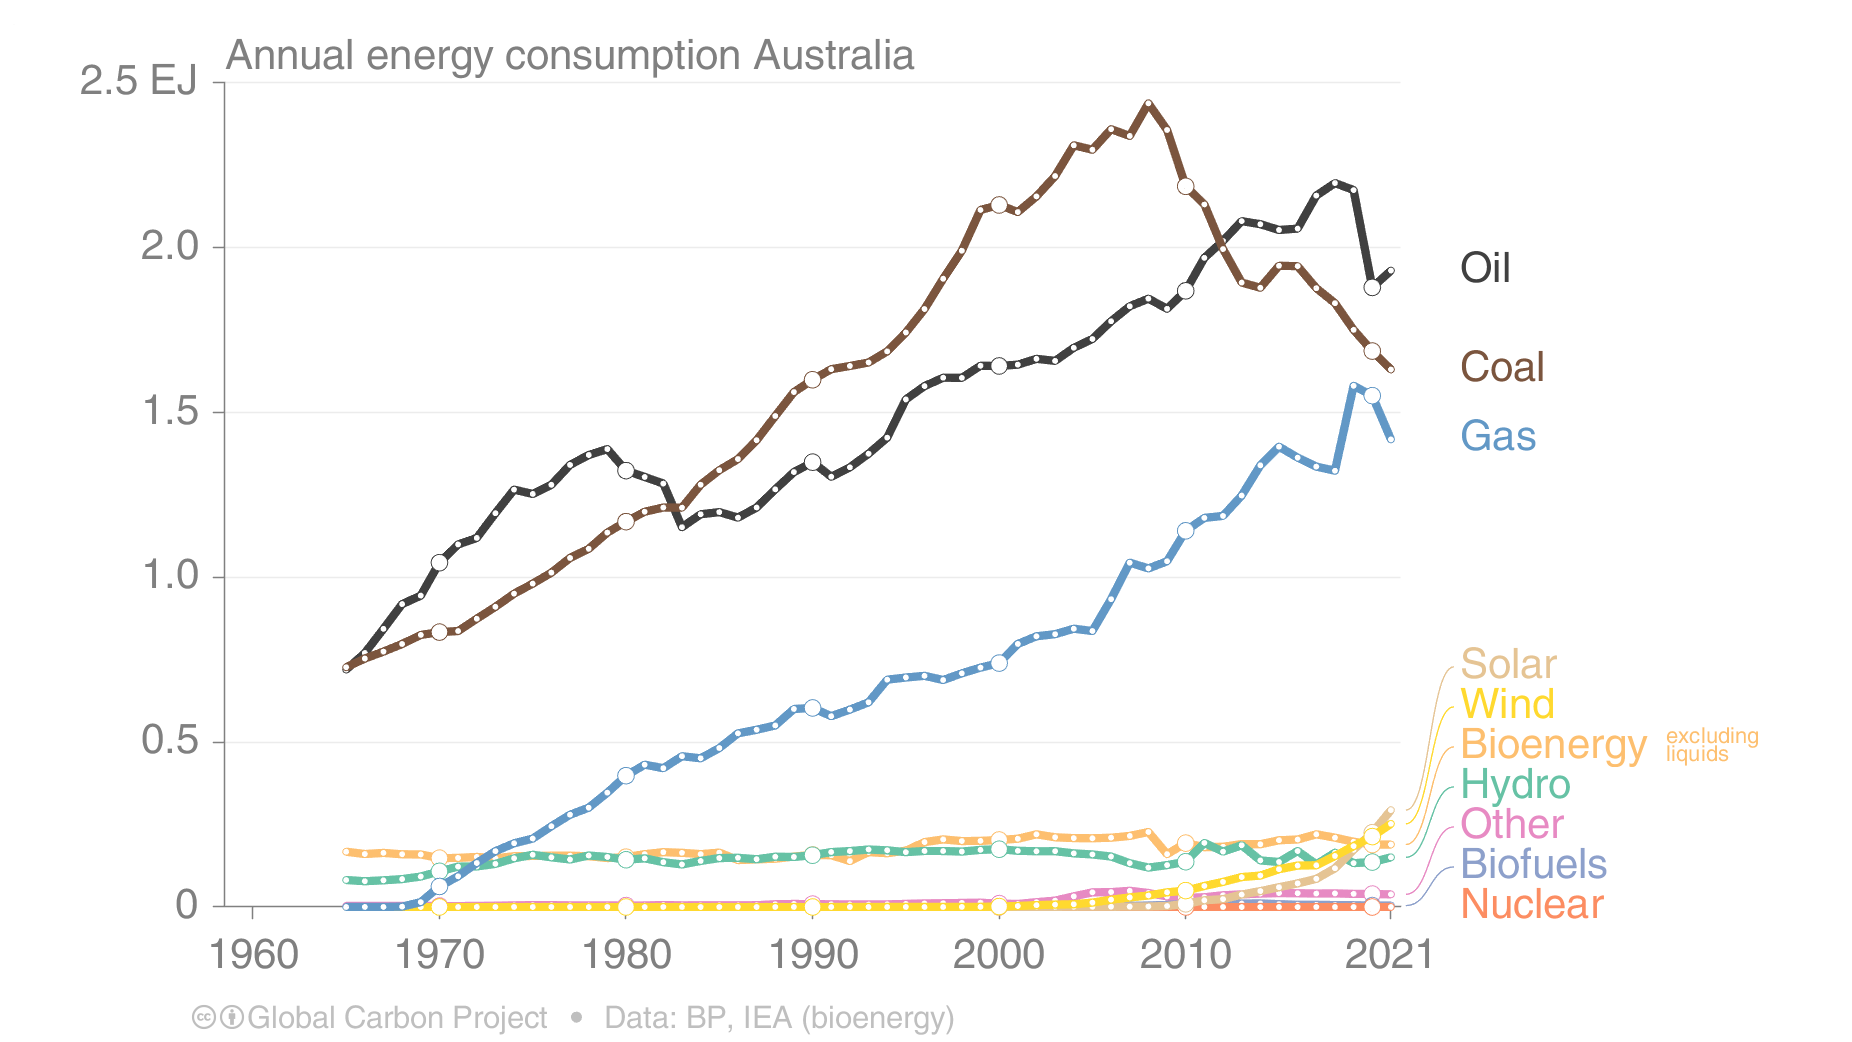 Annual energy consumption Australia
2.5 EJ
2.0
1.5
1.0
0.5
0
1960 1970 1980 1990 2000 2010 2021
Oil
Coal
Gas
Solar
Wind
Bioenergy excluding liquids
Hydro
Other
Biofuels
Nuclear
cc Global Carbon Project • Data: BP, IEA (bioenergy)